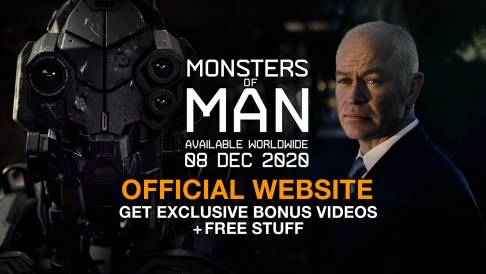 MONSTERS
OF
MAN
AVAILABLE WORLDWIDE
08 DEC 2020
OFFICIAL WEBSITE
GET EXCLUSIVE BONUS VIDEOS
+ FREE STUFF